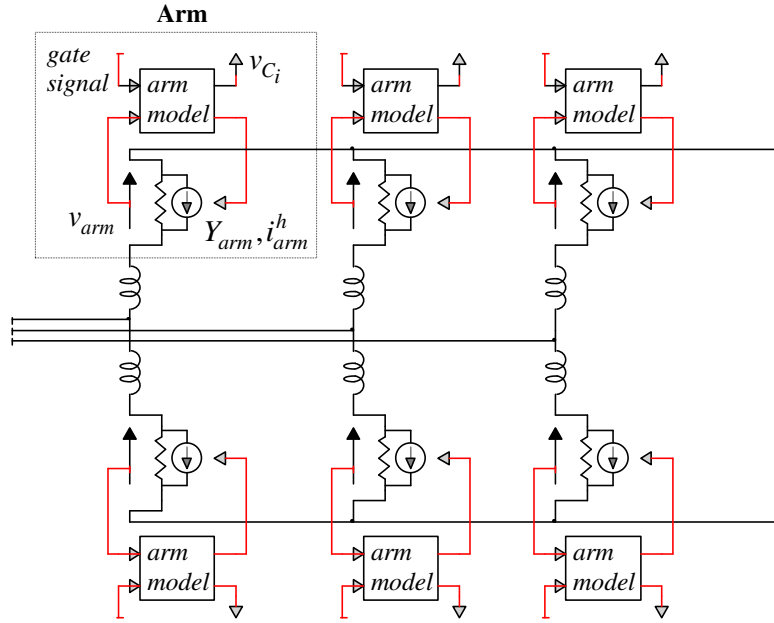 Arm
gate
signal
v_{C_i}
arm
model
arm
model
arm
model
v_{arm}
Y_{arm}, i_{arm}^{h}
arm
model
arm
model
arm
model